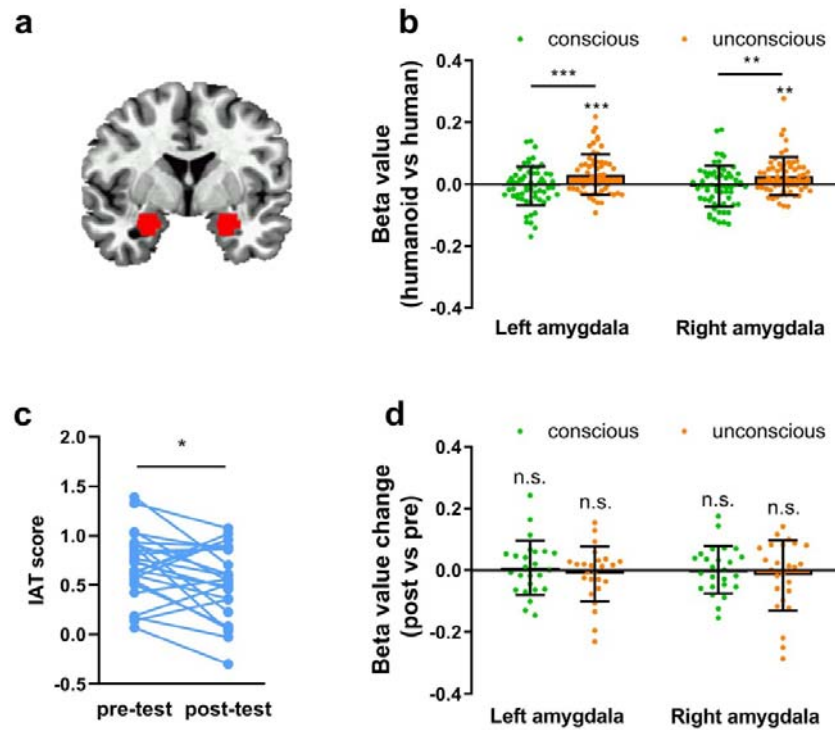 a
b
conscious
unconscious
Beta value
(humanoid vs human)
0.4
0.2
0.0
-0.2
-0.4
***
***
**
**
Left amygdala
Right amygdala
c
IAT score
2.0
1.5
1.0
0.5
0.0
-0.5
*
pre-test
post-test
d
conscious
unconscious
Beta value change
(post vs pre)
0.4
0.2
0.0
-0.2
-0.4
n.s.
n.s.
n.s.
n.s.
Left amygdala
Right amygdala